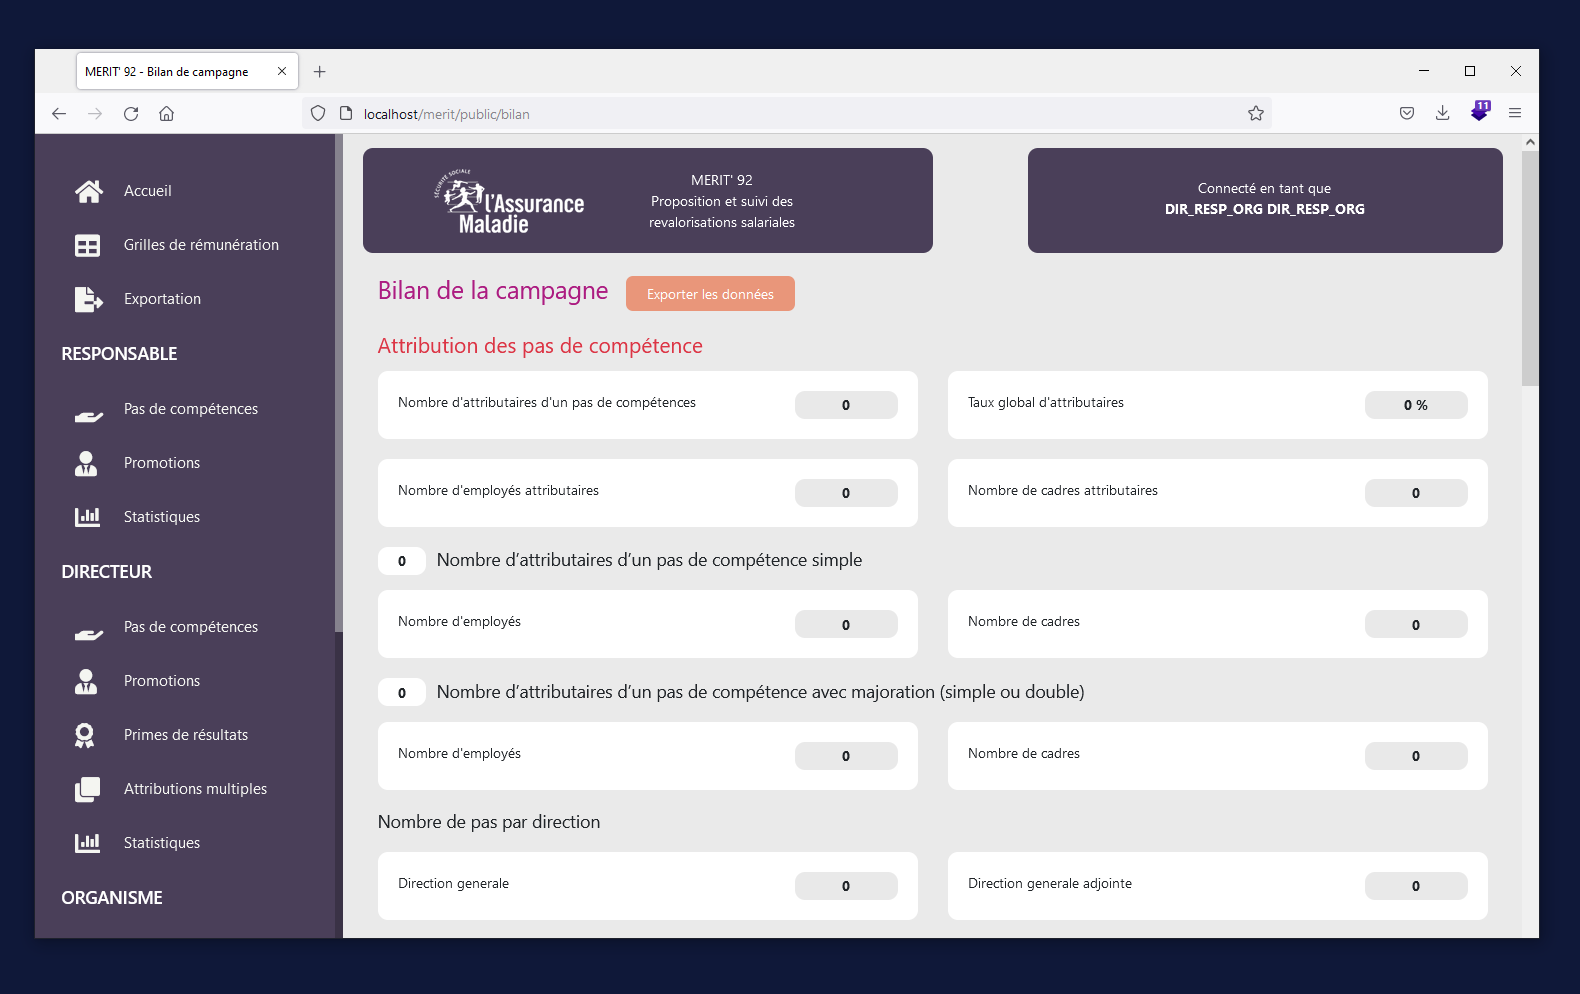 MERIT' 92 - Bilan de campagne
localhost/merit/public/bilan
11
Accueil
Grilles de rémunération
Exportation
RESPONSABLE
Pas de compétences
Promotions
Statistiques
DIRECTEUR
Pas de compétences
Promotions
Primes de résultats
Attributions multiples
Statistiques
ORGANISME
SÉCURITÉ SOCIALE
l'Assurance
Maladie
MERIT' 92
Proposition et suivi des
revalorisations salariales
Connecté en tant que
DIR_RESP_ORG DIR_RESP_ORG
Bilan de la campagne
Exporter les données
Attribution des pas de compétence
Nombre d'attributaires d'un pas de compétences
0
Taux global d'attributaires
0 %
Nombre d'employés attributaires
0
Nombre de cadres attributaires
0
0 Nombre d’attributaires d’un pas de compétence simple
Nombre d'employés
0
Nombre de cadres
0
0 Nombre d’attributaires d’un pas de compétence avec majoration (simple ou double)
Nombre d'employés
0
Nombre de cadres
0
Nombre de pas par direction
Direction generale
0
Direction generale adjointe
0